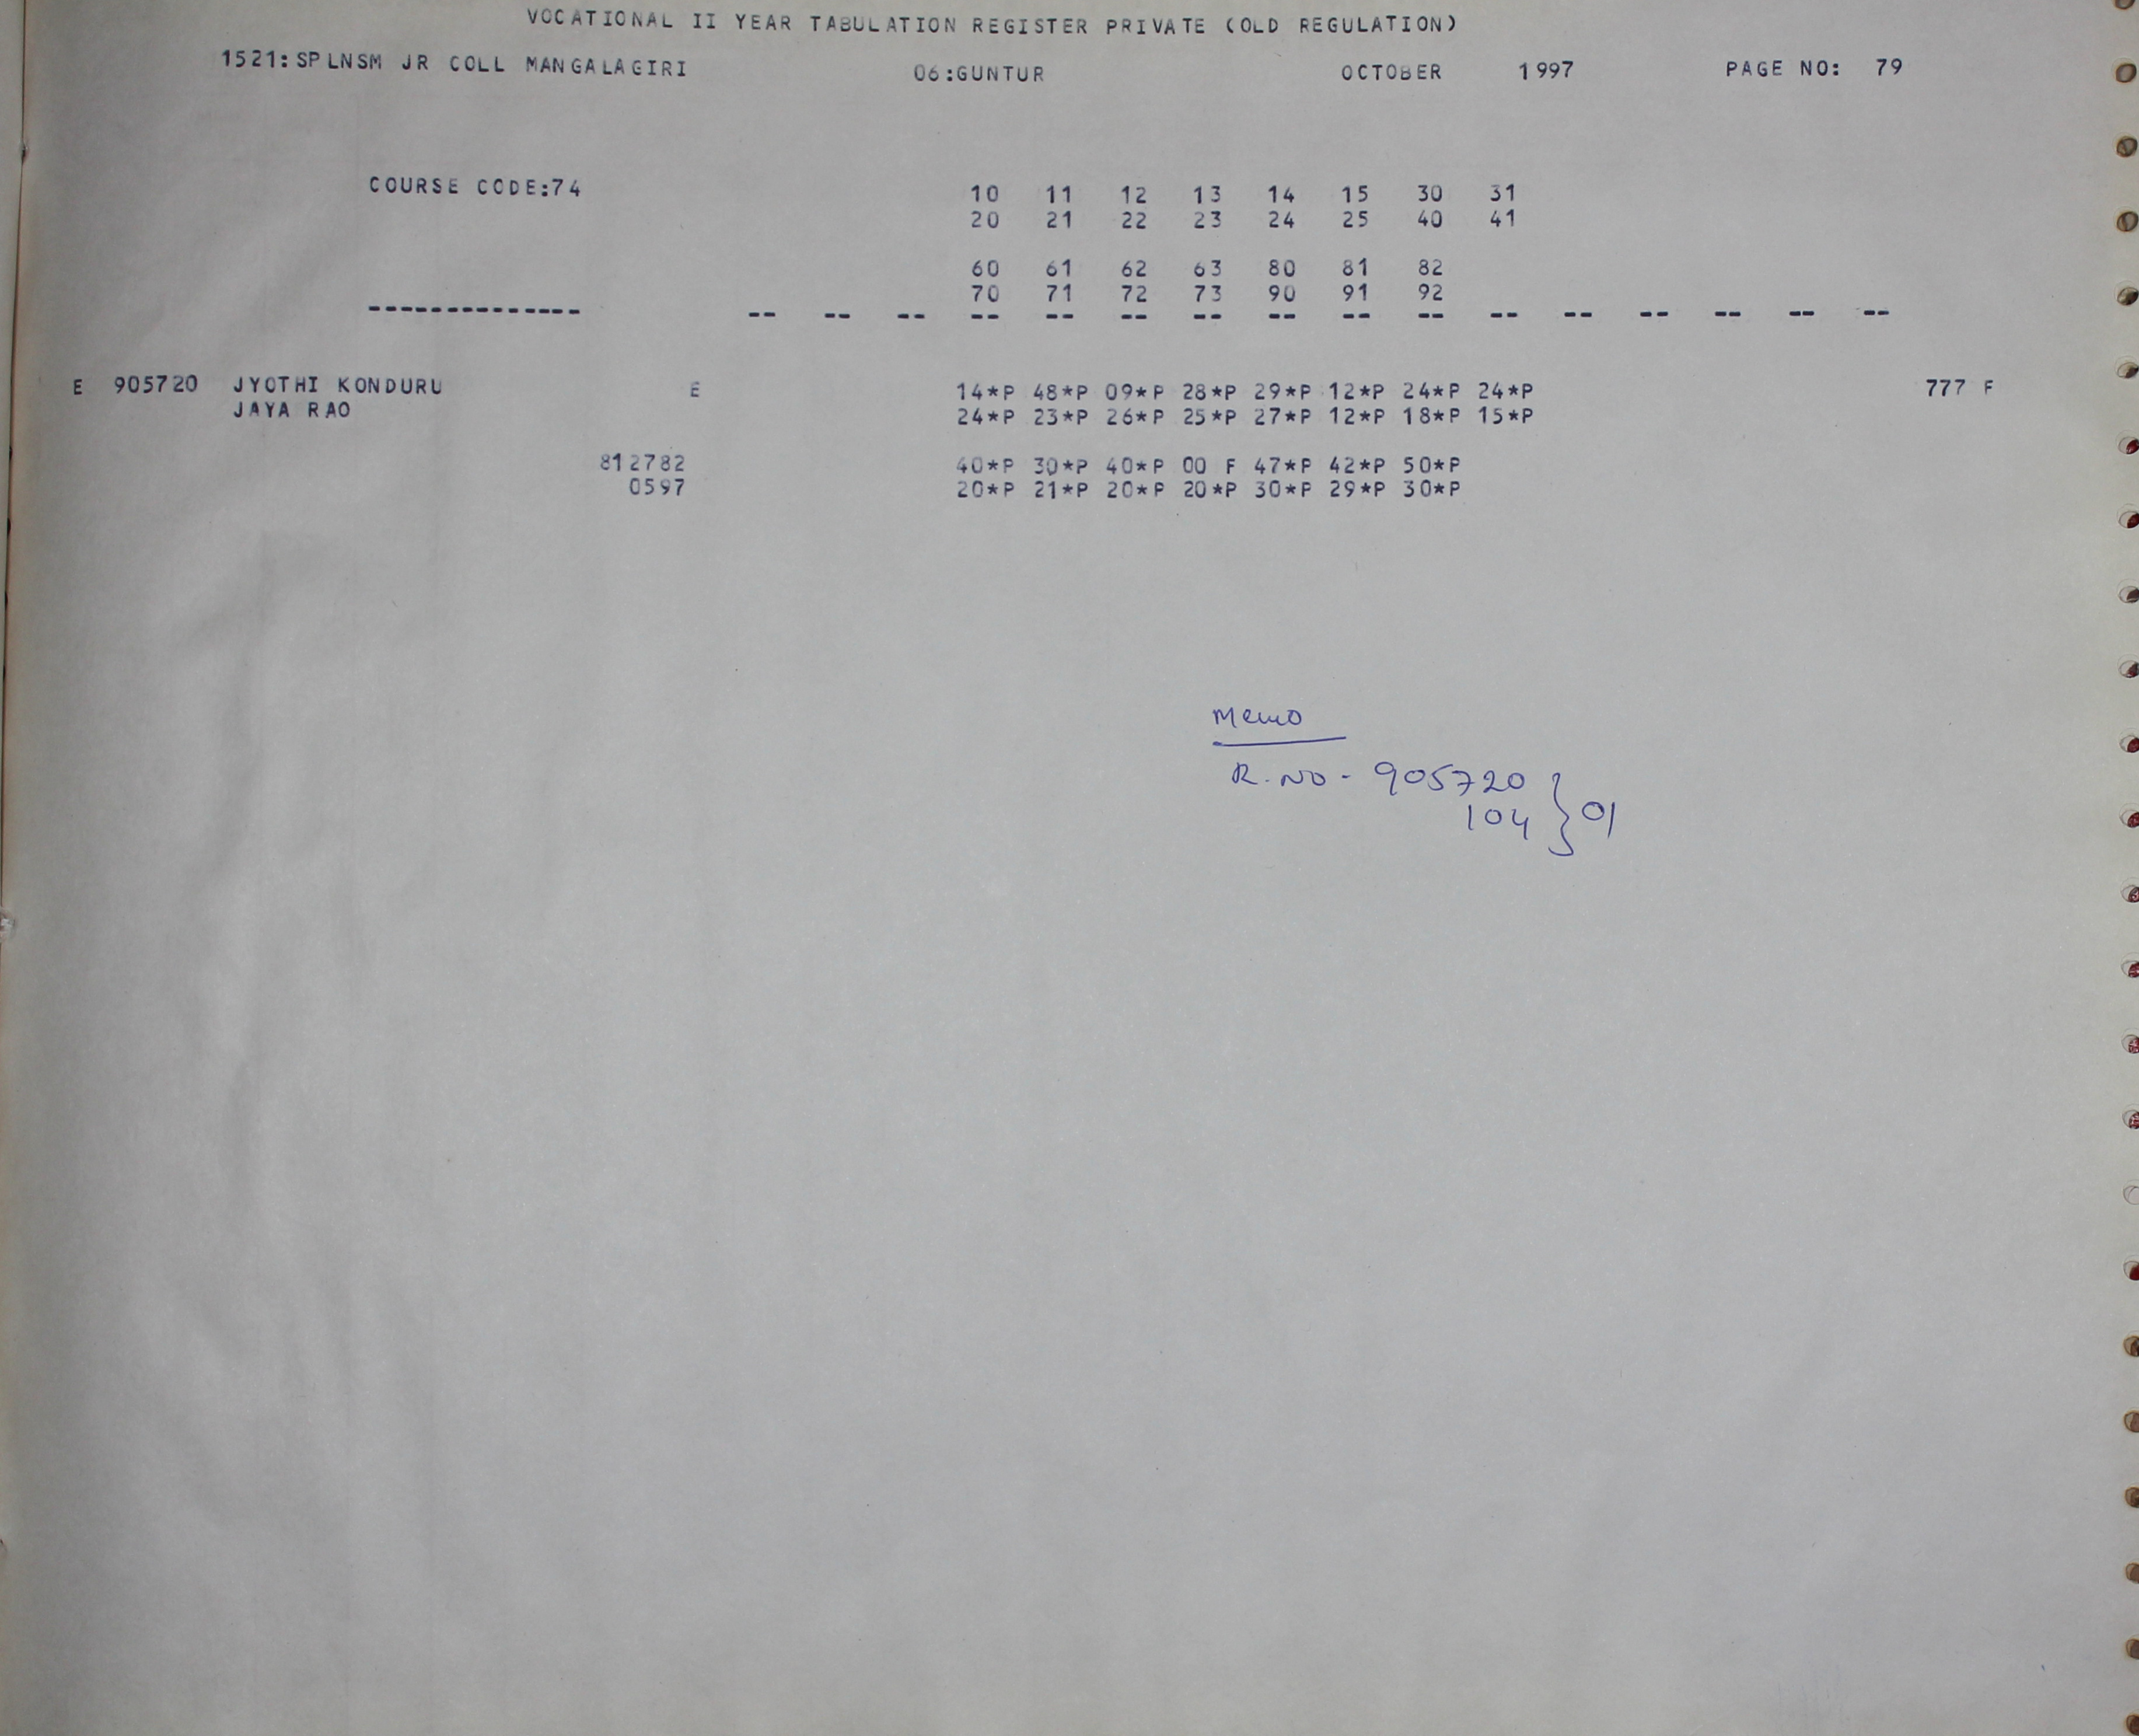 VOCATIONAL II YEAR TABULATION REGISTER PRIVATE (OLD REGULATION)
1521:SPLNSM JR COLL MANGALAGIRI 06:GUNTUR OCTOBER 1997 PAGE NO: 79
COURSE CODE:74 10 11 12 13 14 15 30 31
20 21 22 23 24 25 40 41
60 61 62 63 80 81 82
70 71 72 73 90 91 92
-------------- -- -- -- -- -- -- -- -- -- -- -- -- -- -- -- --
E 905720 JYOTHI KONDURU E 14*P 48*P 09*P 28*P 29*P 12*P 24*P 24*P 777 F
JAYA RAO 24*P 23*P 26*P 25*P 27*P 12*P 18*P 15*P
812782 40*P 30*P 40*P 00 F 47*P 42*P 50*P
0597 20*P 21*P 20*P 20*P 30*P 29*P 30*P
Memo
R.NO - 905720
104 } 01